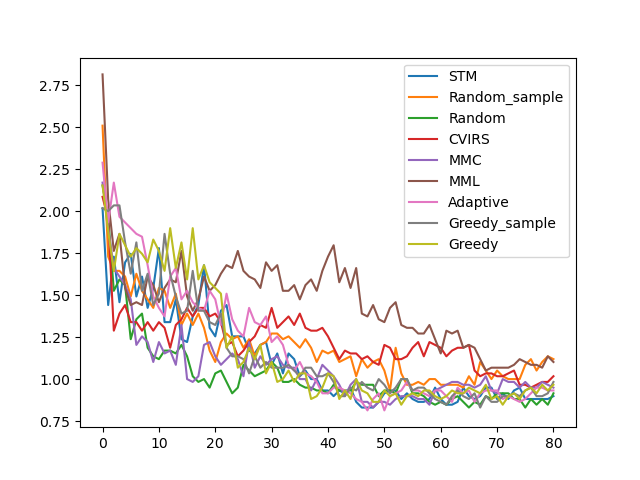 2.75
2.50
2.25
2.00
1.75
1.50
1.25
1.00
0.75
0 10 20 30 40 50 60 70 80
STM
Random_sample
Random
CVIRS
MMC
MML
Adaptive
Greedy_sample
Greedy